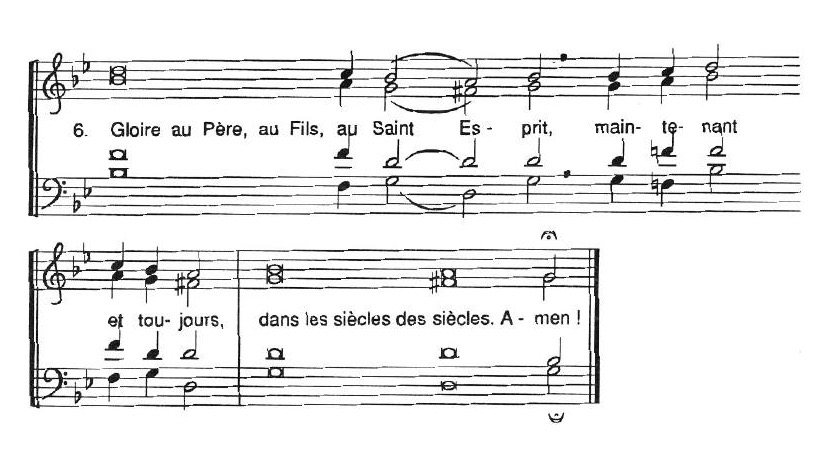 6. Gloire au Père, au Fils, au Saint Es - prit, main- te- nant
et tou- jours, dans les siècles des siècles. A - men !